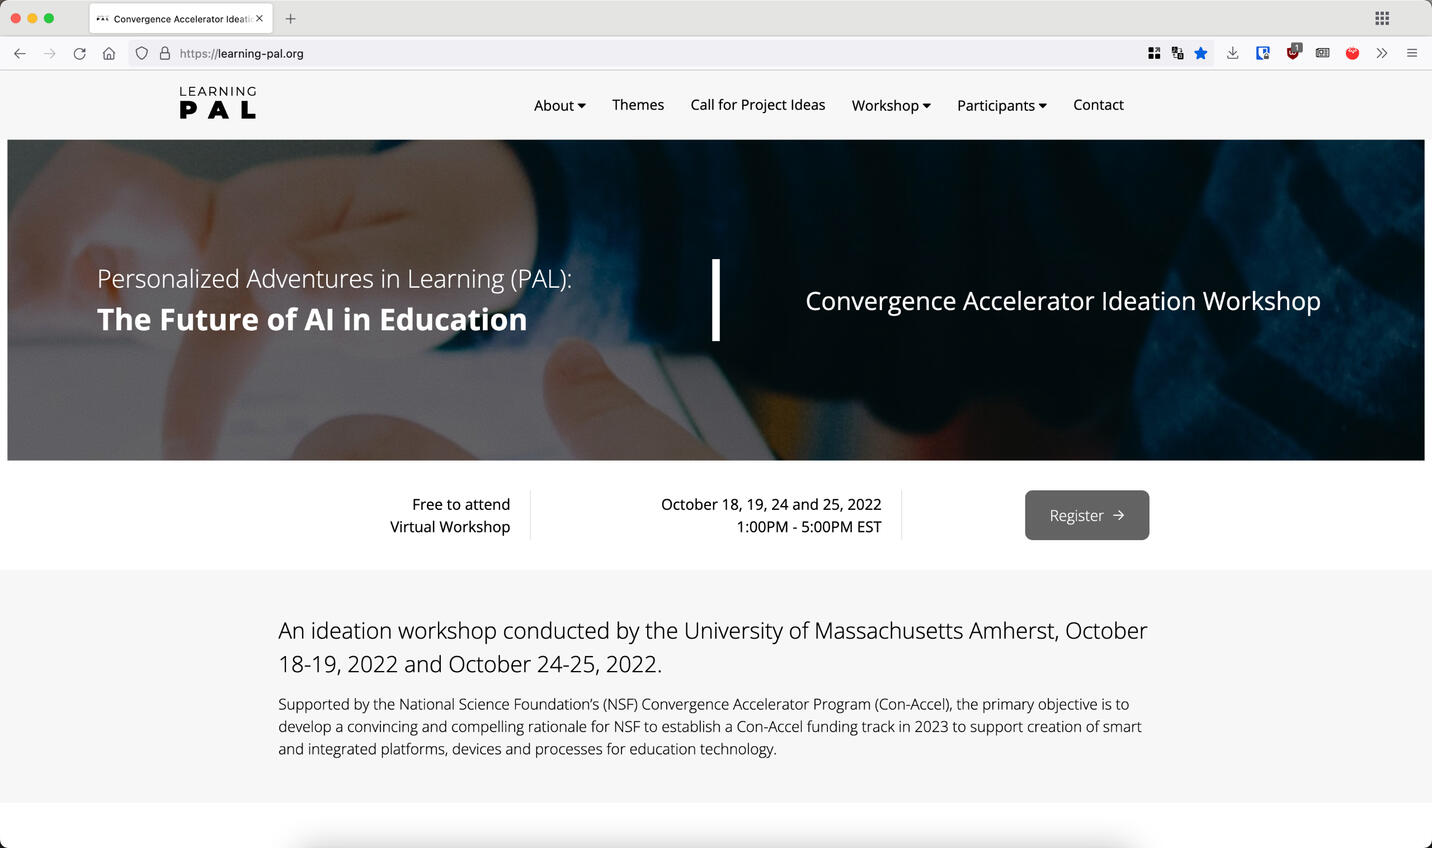 Convergence Accelerator Ideati
https://learning-pal.org
1
LEARNING
PAL
About
Themes
Call for Project Ideas
Workshop
Participants
Contact
Personalized Adventures in Learning (PAL):
The Future of AI in Education
Convergence Accelerator Ideation Workshop
Free to attend
Virtual Workshop
October 18, 19, 24 and 25, 2022
1:00PM - 5:00PM EST
Register →
An ideation workshop conducted by the University of Massachusetts Amherst, October
18-19, 2022 and October 24-25, 2022.
Supported by the National Science Foundation’s (NSF) Convergence Accelerator Program (Con-Accel), the primary objective is to
develop a convincing and compelling rationale for NSF to establish a Con-Accel funding track in 2023 to support creation of smart
and integrated platforms, devices and processes for education technology.